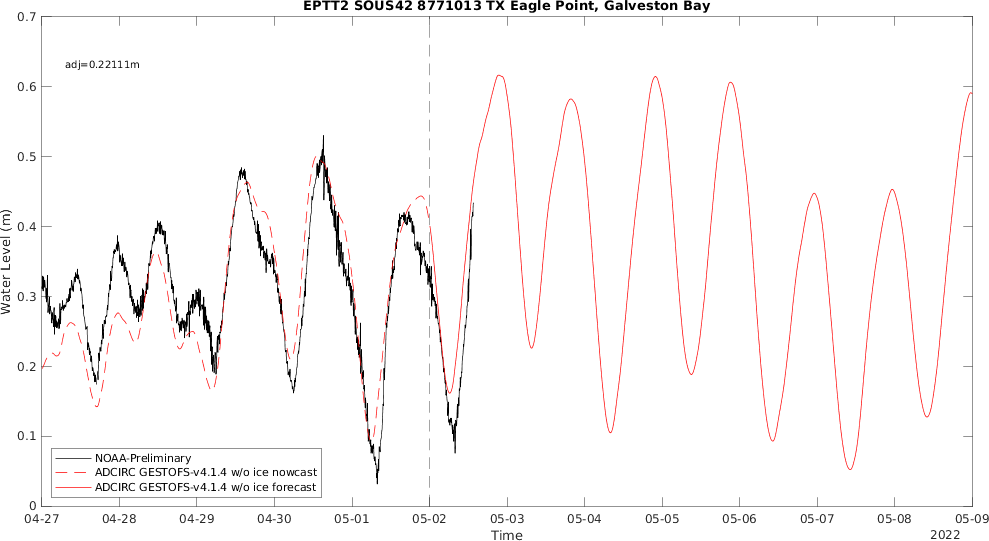 EPTT2 SOUS42 8771013 TX Eagle Point, Galveston Bay
0.7
adj=0.22111m
0.6
0.5
0.4
Water Level (m)
0.3
0.2
0.1
NOAA-Preliminary
ADCIRC GESTOFS-v4.1.4 w/o ice nowcast
ADCIRC GESTOFS-v4.1.4 w/o ice forecast
0
04-27 04-28 04-29 04-30 05-01 05-02 05-03 05-04 05-05 05-06 05-07 05-08 05-09
Time
2022